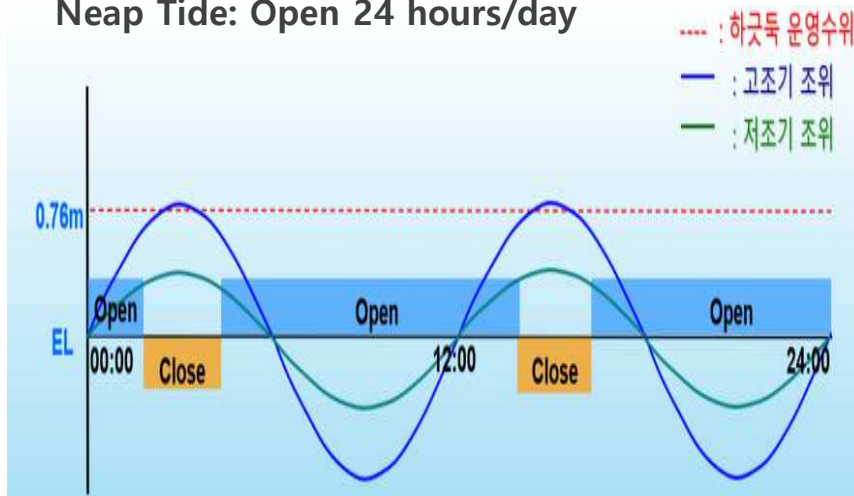 Neap Tide: Open 24 hours/day
---- : 하굿둑 운영수위
— : 고조기 조위
— : 저조기 조위
0.76m
Open
Open
Open
EL
00:00
12:00
24:00
Close
Close